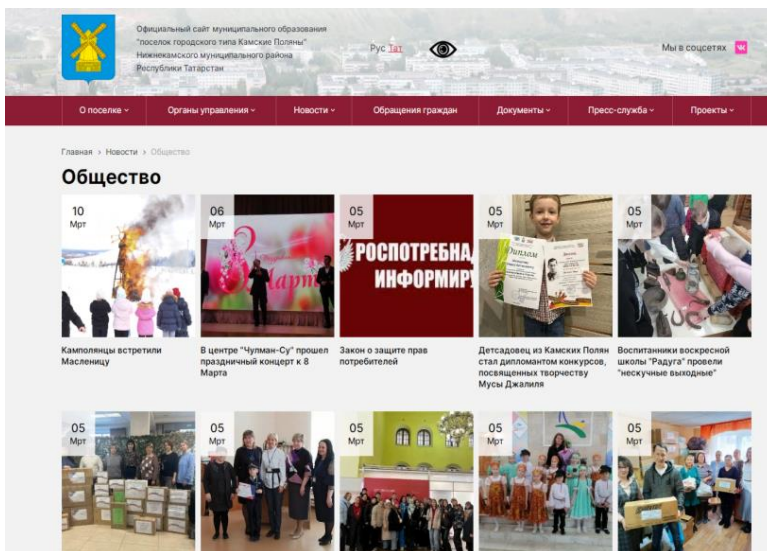 Официальный сайт муниципального образования
"поселок городского типа Камские Поляны"
Нижнекамского муниципального района
Республики Татарстан
Рус Тат
Мы в соцсетях
О поселке
Органы управления
Новости
Обращения граждан
Документы
Пресс-служба
Проекты
Главная > Новости > Общество
Общество
10
Мрт
06
Мрт
05
Мрт
05
Мрт
05
Мрт
8
Марта
РОСПОТРЕБНА
ИНФОРМИРУ
Диплом
Камполянцы встретили
Масленицу
В центре "Чулман-Су" прошел
праздничный концерт к 8
Марта
Закон о защите прав
потребителей
Детсадовец из Камских Полян
стал дипломантом конкурсов,
посвященных творчеству
Мусы Джалиля
Воспитанники воскресной
школы "Радуга" провели
"нескучные выходные"
05
Мрт
05
Мрт
05
Мрт
05
Мрт
05
Мрт